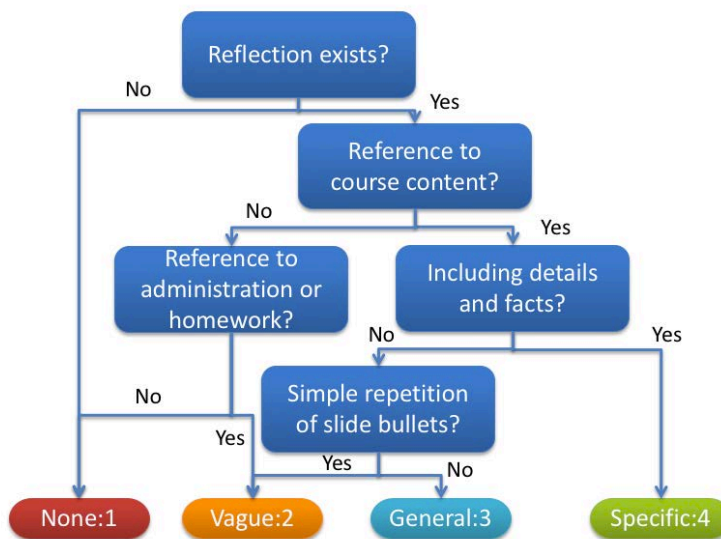 Reflection exists?
No
Yes
Reference to
course content?
No
Yes
Reference to
administration or
homework?
Including details
and facts?
No
Yes
Simple repetition
of slide bullets?
No
Yes
Yes
No
None:1
Vague:2
General:3
Specific:4